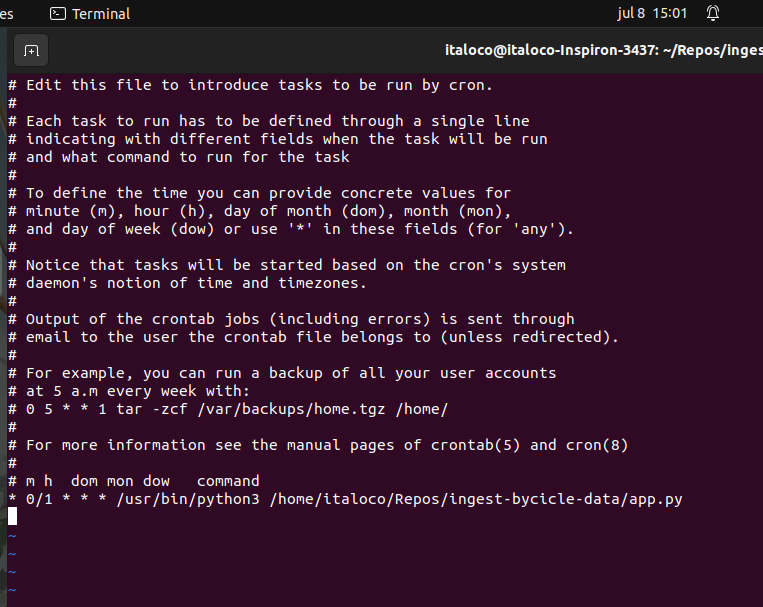 es Terminal jul 8 15:01
italoco@italoco-Inspiron-3437: ~/Repos/inges
# Edit this file to introduce tasks to be run by cron.
#
# Each task to run has to be defined through a single line
# indicating with different fields when the task will be run
# and what command to run for the task
#
# To define the time you can provide concrete values for
# minute (m), hour (h), day of month (dom), month (mon),
# and day of week (dow) or use '*' in these fields (for 'any').
#
# Notice that tasks will be started based on the cron's system
# daemon's notion of time and timezones.
#
# Output of the crontab jobs (including errors) is sent through
# email to the user the crontab file belongs to (unless redirected).
#
# For example, you can run a backup of all your user accounts
# at 5 a.m every week with:
# 0 5 * * 1 tar -zcf /var/backups/home.tgz /home/
#
# For more information see the manual pages of crontab(5) and cron(8)
#
# m h  dom mon dow   command
* 0/1 * * * /usr/bin/python3 /home/italoco/Repos/ingest-bycicle-data/app.py
~
~
~
~